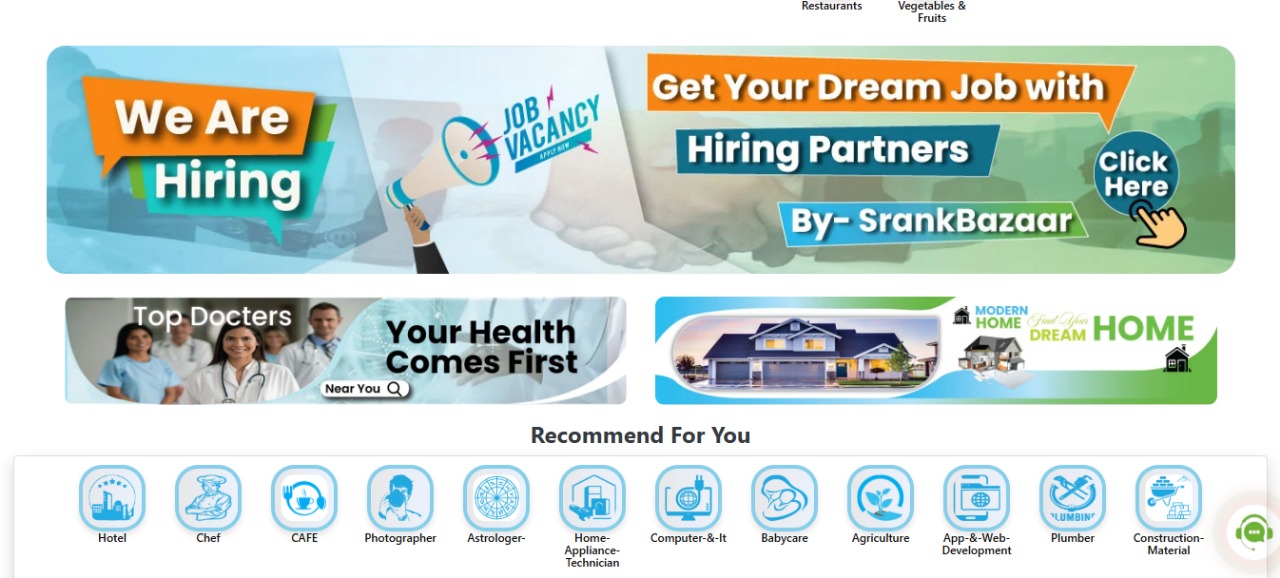 Restaurants
Vegetables &
Fruits
We Are
Hiring
JOB
VACANCY
APPLY NOW
Get Your Dream Job with
Hiring Partners
By- SrankBazaar
Click
Here
Top Docters
Your Health
Comes First
Near You
MODERN
HOME
Find Your
DREAM
HOME
Recommend For You
Hotel
Chef
CAFE
Photographer
Astrologer-
Home-
Appliance-
Technician
Computer-&-It
Babycare
Agriculture
App-&-Web-
Development
PLUMBING
Plumber
Construction-
Material